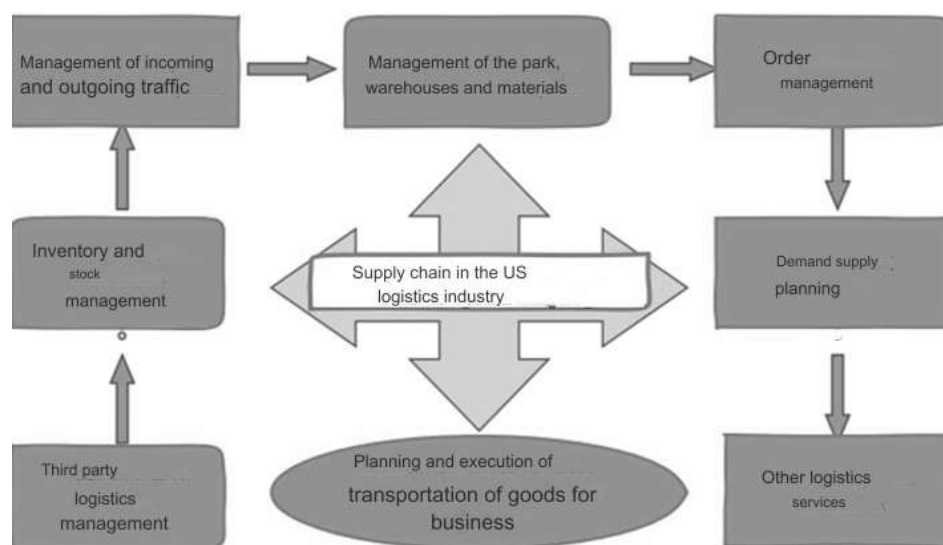 Management of incoming
and outgoing traffic
Management of the park,
warehouses and materials
Order
management
Inventory and
stock
management
Supply chain in the US
logistics industry
Demand supply
planning
Third party
logistics
management
Planning and execution of
transportation of goods for
business
Other logistics
services